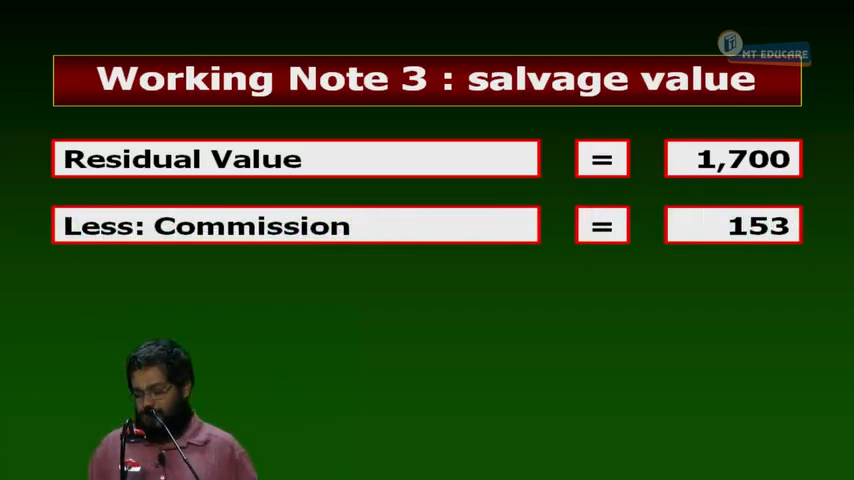 MT EDUCARE
Working Note 3 : salvage value
Residual Value = 1,700
Less: Commission = 153